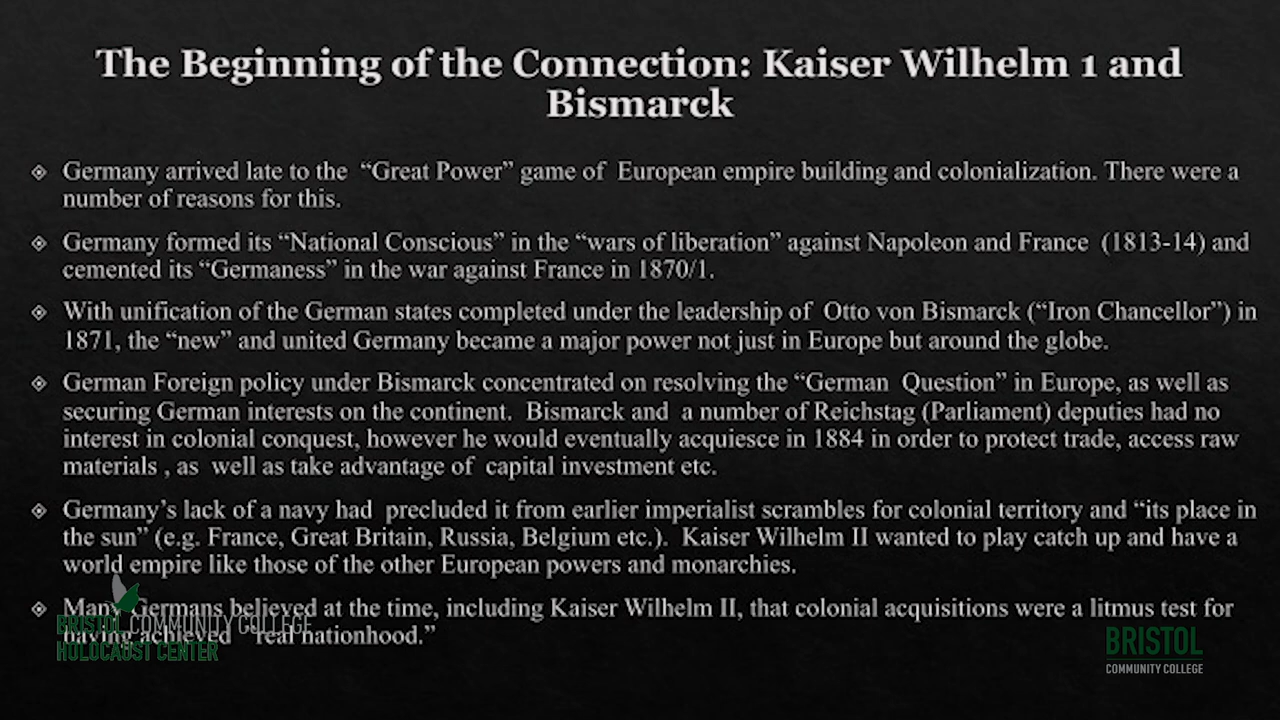 The Beginning of the Connection: Kaiser Wilhelm 1 and
Bismarck
Germany arrived late to the “Great Power” game of European empire building and colonialization. There were a
number of reasons for this.
Germany formed its “National Conscious” in the “wars of liberation” against Napoleon and France (1813-14) and
cemented its “Germaness” in the war against France in 1870/1.
With unification of the German states completed under the leadership of Otto von Bismarck (“Iron Chancellor”) in
1871, the “new” and united Germany became a major power not just in Europe but around the globe.
German Foreign policy under Bismarck concentrated on resolving the “German Question” in Europe, as well as
securing German interests on the continent. Bismarck and a number of Reichstag (Parliament) deputies had no
interest in colonial conquest, however he would eventually acquiesce in 1884 in order to protect trade, access raw
materials , as well as take advantage of capital investment etc.
Germany’s lack of a navy had precluded it from earlier imperialist scrambles for colonial territory and “its place in
the sun” (e.g. France, Great Britain, Russia, Belgium etc.). Kaiser Wilhelm II wanted to play catch up and have a
world empire like those of the other European powers and monarchies.
Many Germans believed at the time, including Kaiser Wilhelm II, that colonial acquisitions were a litmus test for
having achieved “real nationhood.”
BRISTOL COMMUNITY COLLEGE
HOLOCAUST CENTER
BRISTOL
COMMUNITY COLLEGE